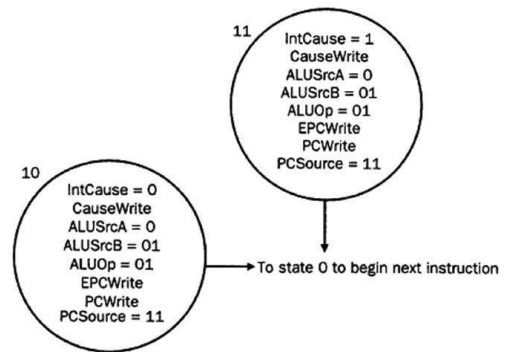 11
IntCause = 1
CauseWrite
ALUSrcA = 0
ALUSrcB = 01
ALUOp = 01
EPCWrite
PCWrite
PCSource = 11
10
IntCause = 0
CauseWrite
ALUSrcA = 0
ALUSrcB = 01
ALUOp = 01
EPCWrite
PCWrite
PCSource = 11
To state 0 to begin next instruction